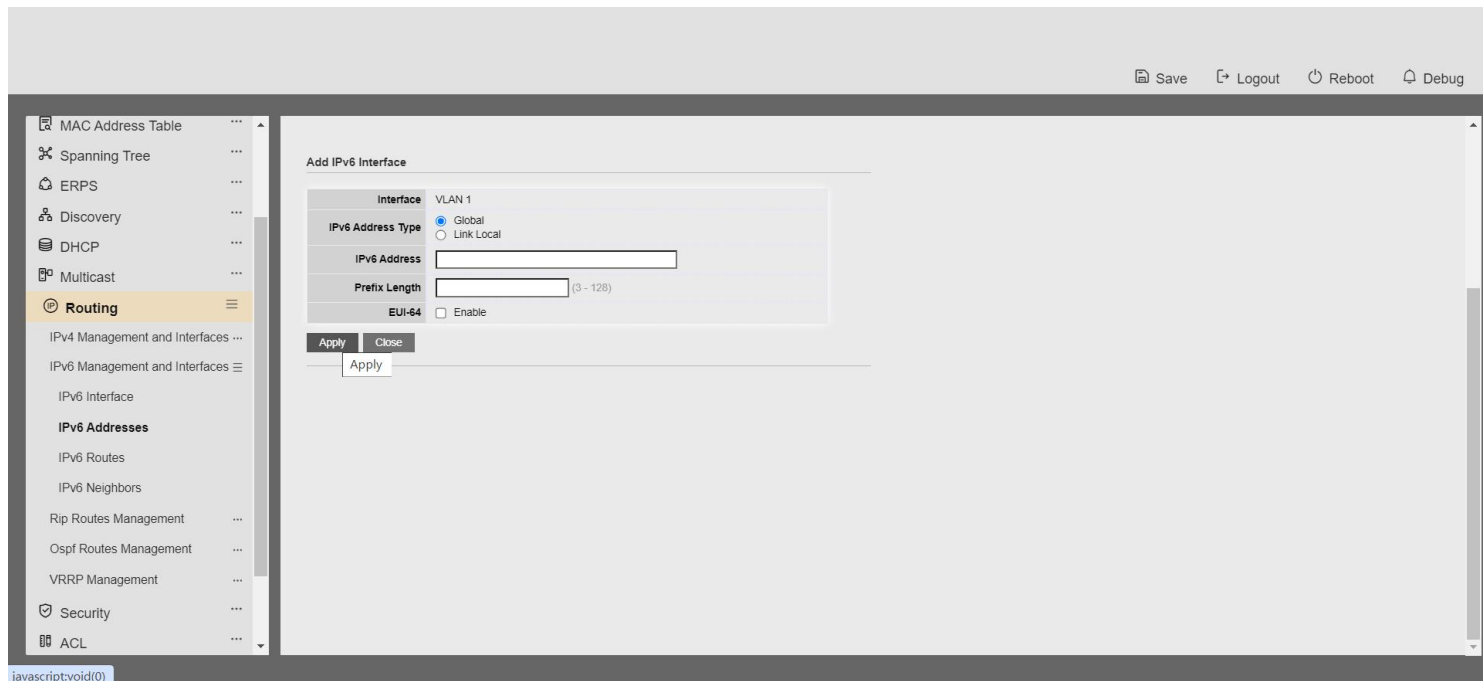 Save Logout Reboot Debug
MAC Address Table ...
Spanning Tree ...
ERPS ...
Discovery ...
DHCP ...
Multicast ...
Routing
IPv4 Management and Interfaces ...
IPv6 Management and Interfaces
IPv6 Interface
IPv6 Addresses
IPv6 Routes
IPv6 Neighbors
Rip Routes Management ...
Ospf Routes Management ...
VRRP Management ...
Security ...
ACL ...
Add IPv6 Interface
Interface VLAN 1
IPv6 Address Type Global
Link Local
IPv6 Address
Prefix Length (3 - 128)
EUI-64 Enable
Apply Close
Apply
javascript:void(0)